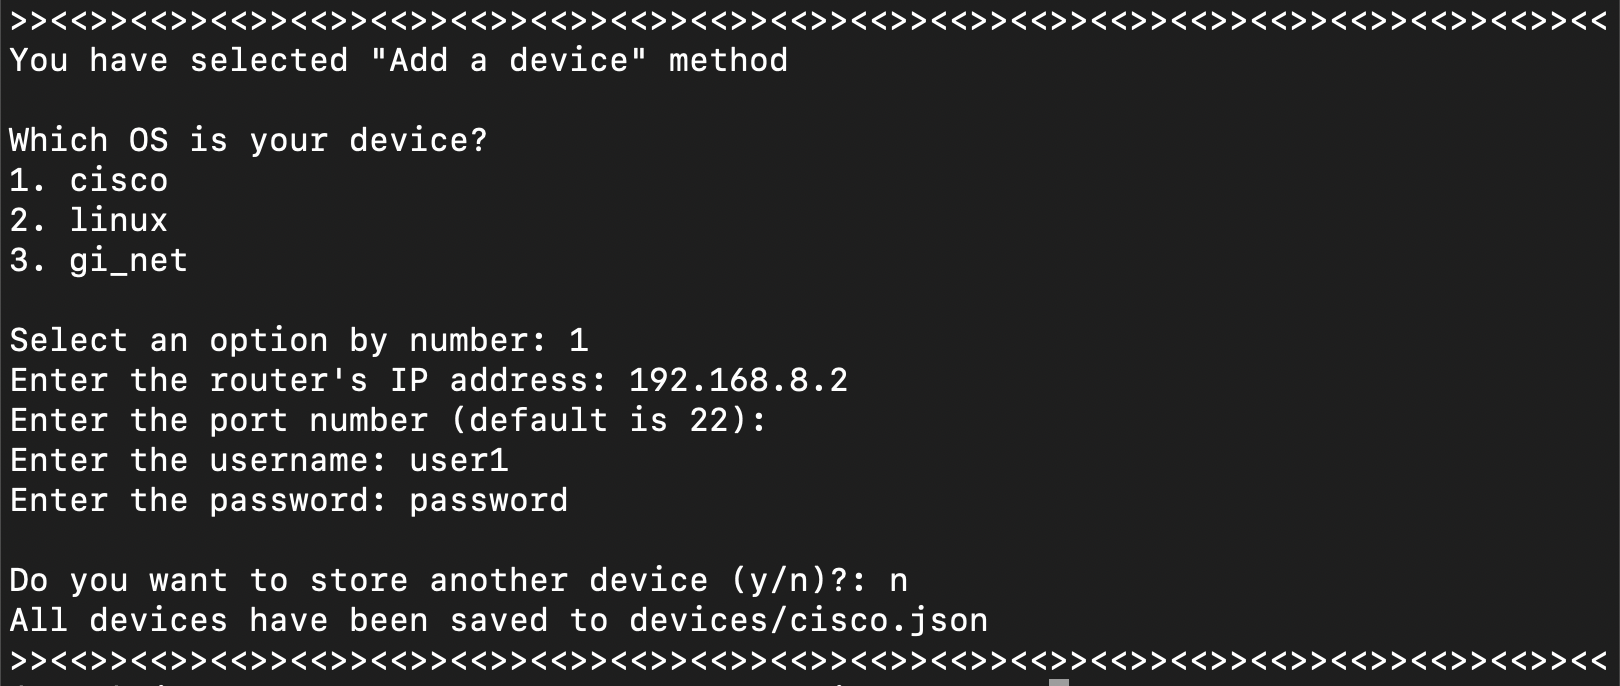 >><<>><<>><<>><<>><<>><<>><<>><<>><<>><<>><<>><<>><<>><<>><<>><<>><<>><<>><<>><<
You have selected "Add a device" method
Which OS is your device?
1. cisco
2. linux
3. gi_net
Select an option by number: 1
Enter the router's IP address: 192.168.8.2
Enter the port number (default is 22):
Enter the username: user1
Enter the password: password
Do you want to store another device (y/n)?: n
All devices have been saved to devices/cisco.json
>><<>><<>><<>><<>><<>><<>><<>><<>><<>><<>><<>><<>><<>><<>><<>><<>><<>><<>><<>><<